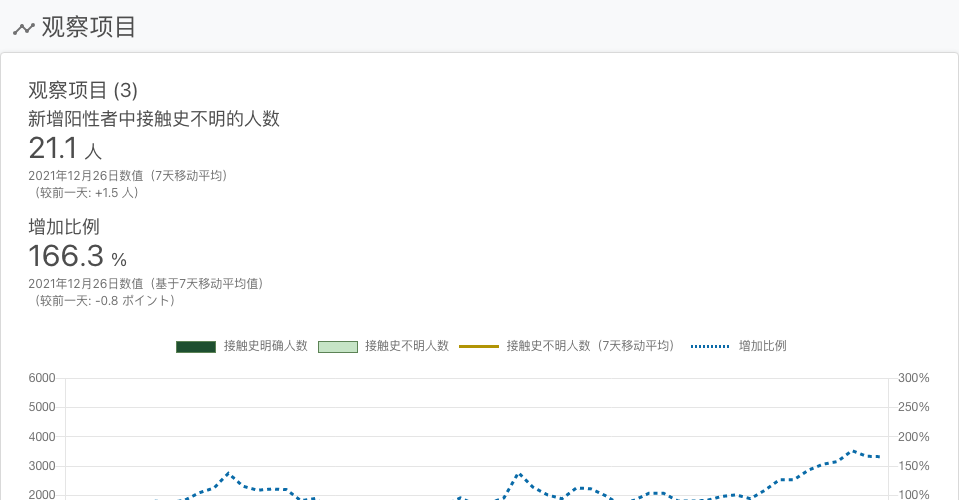 观察项目
观察项目 (3)
新增阳性者中接触史不明的人数
21.1 人
2021年12月26日数值（7天移动平均）
（较前一天: +1.5 人）
增加比例
166.3 %
2021年12月26日数值（基于7天移动平均值）
（较前一天: -0.8 ポイント）
接触史明确人数 接触史不明人数 接触史不明人数（7天移动平均） 增加比例
6000 300%
5000 250%
4000 200%
3000 150%
2000 100%